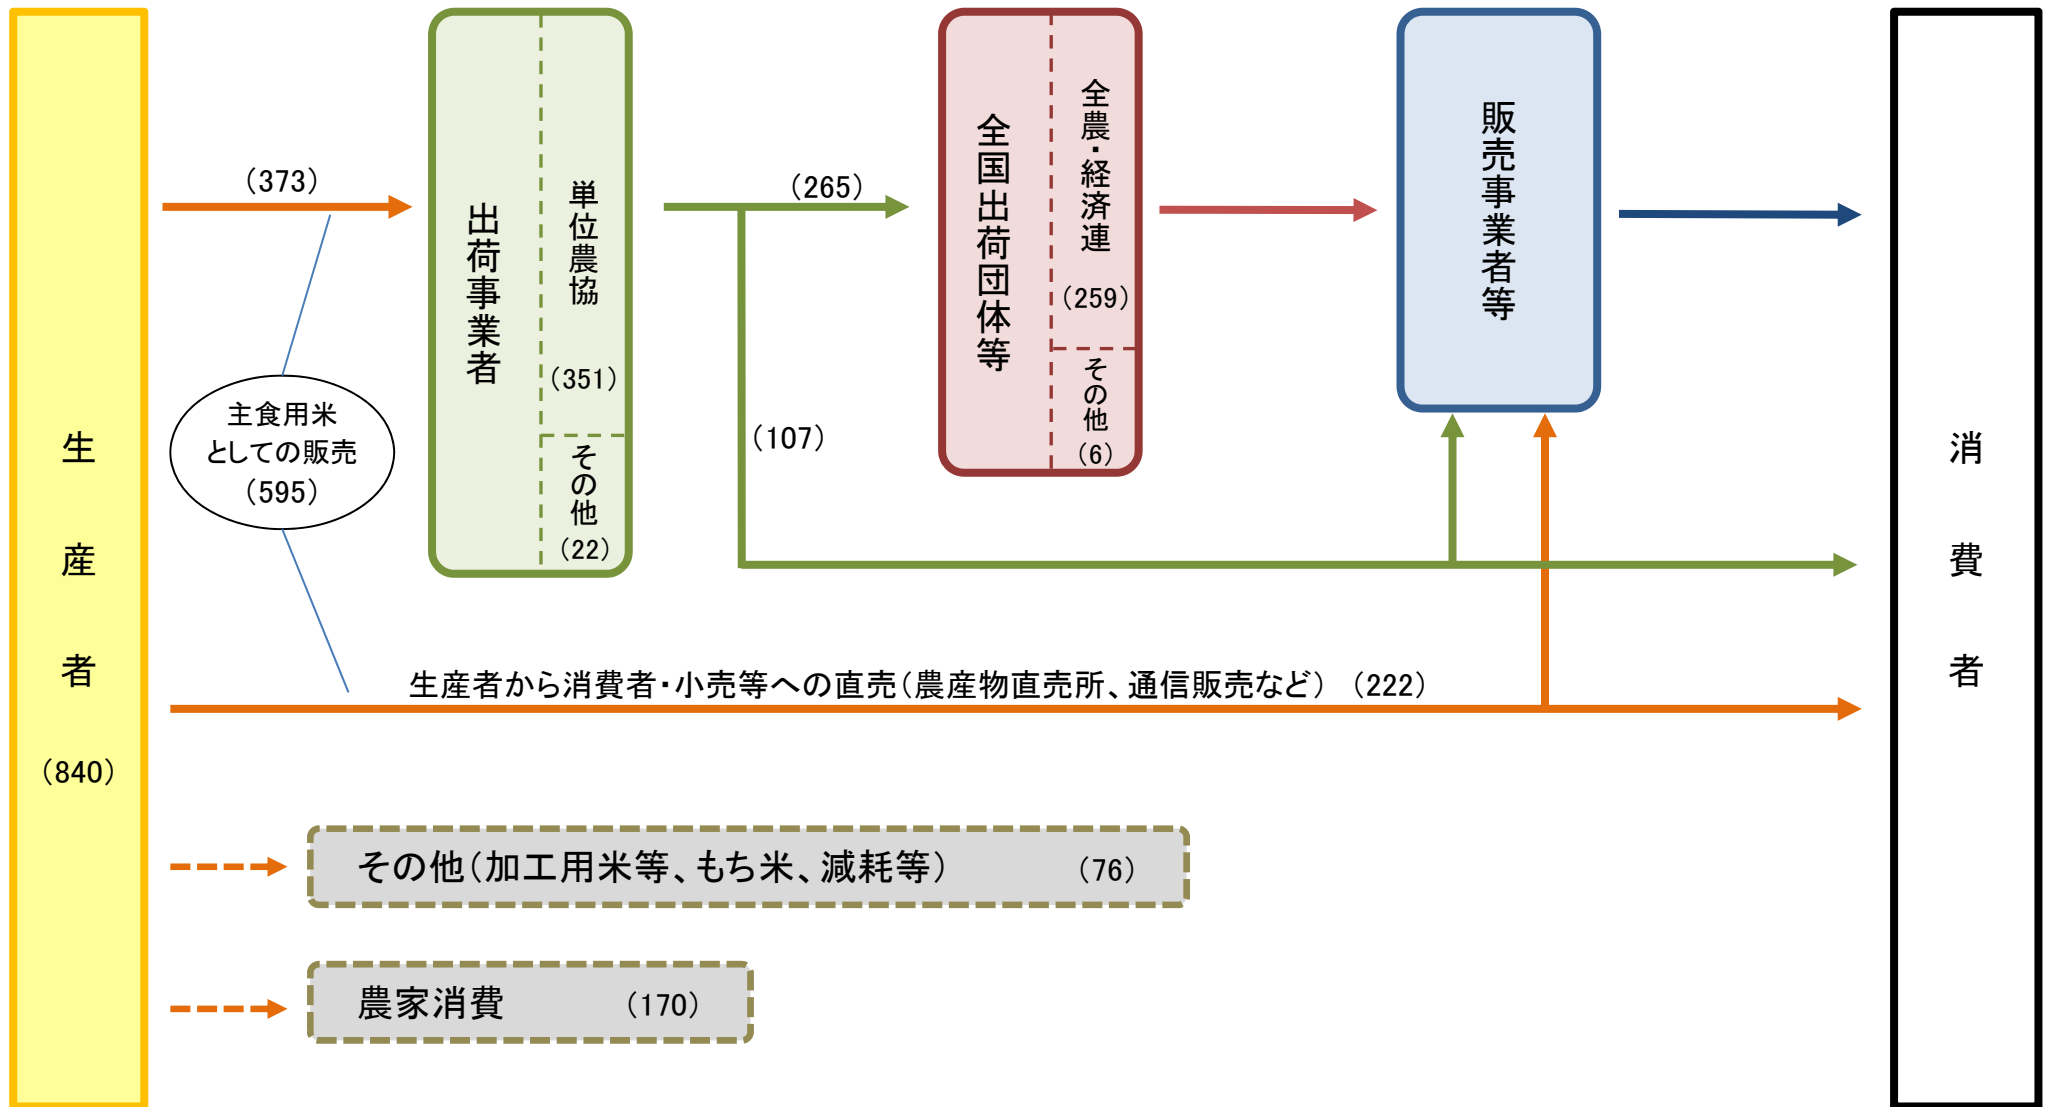 生産者
（840）
（373）
主食用米
としての販売
（595）
出荷事業者
単位農協
（351）
その他
（22）
（265）
（107）
全国出荷団体等
全農・経済連
（259）
その他
（6）
販売事業者等
消費者
生産者から消費者・小売等への直売（農産物直売所、通信販売など）　（222）
その他（加工用米等、もち米、減耗等）　（76）
農家消費　（170）